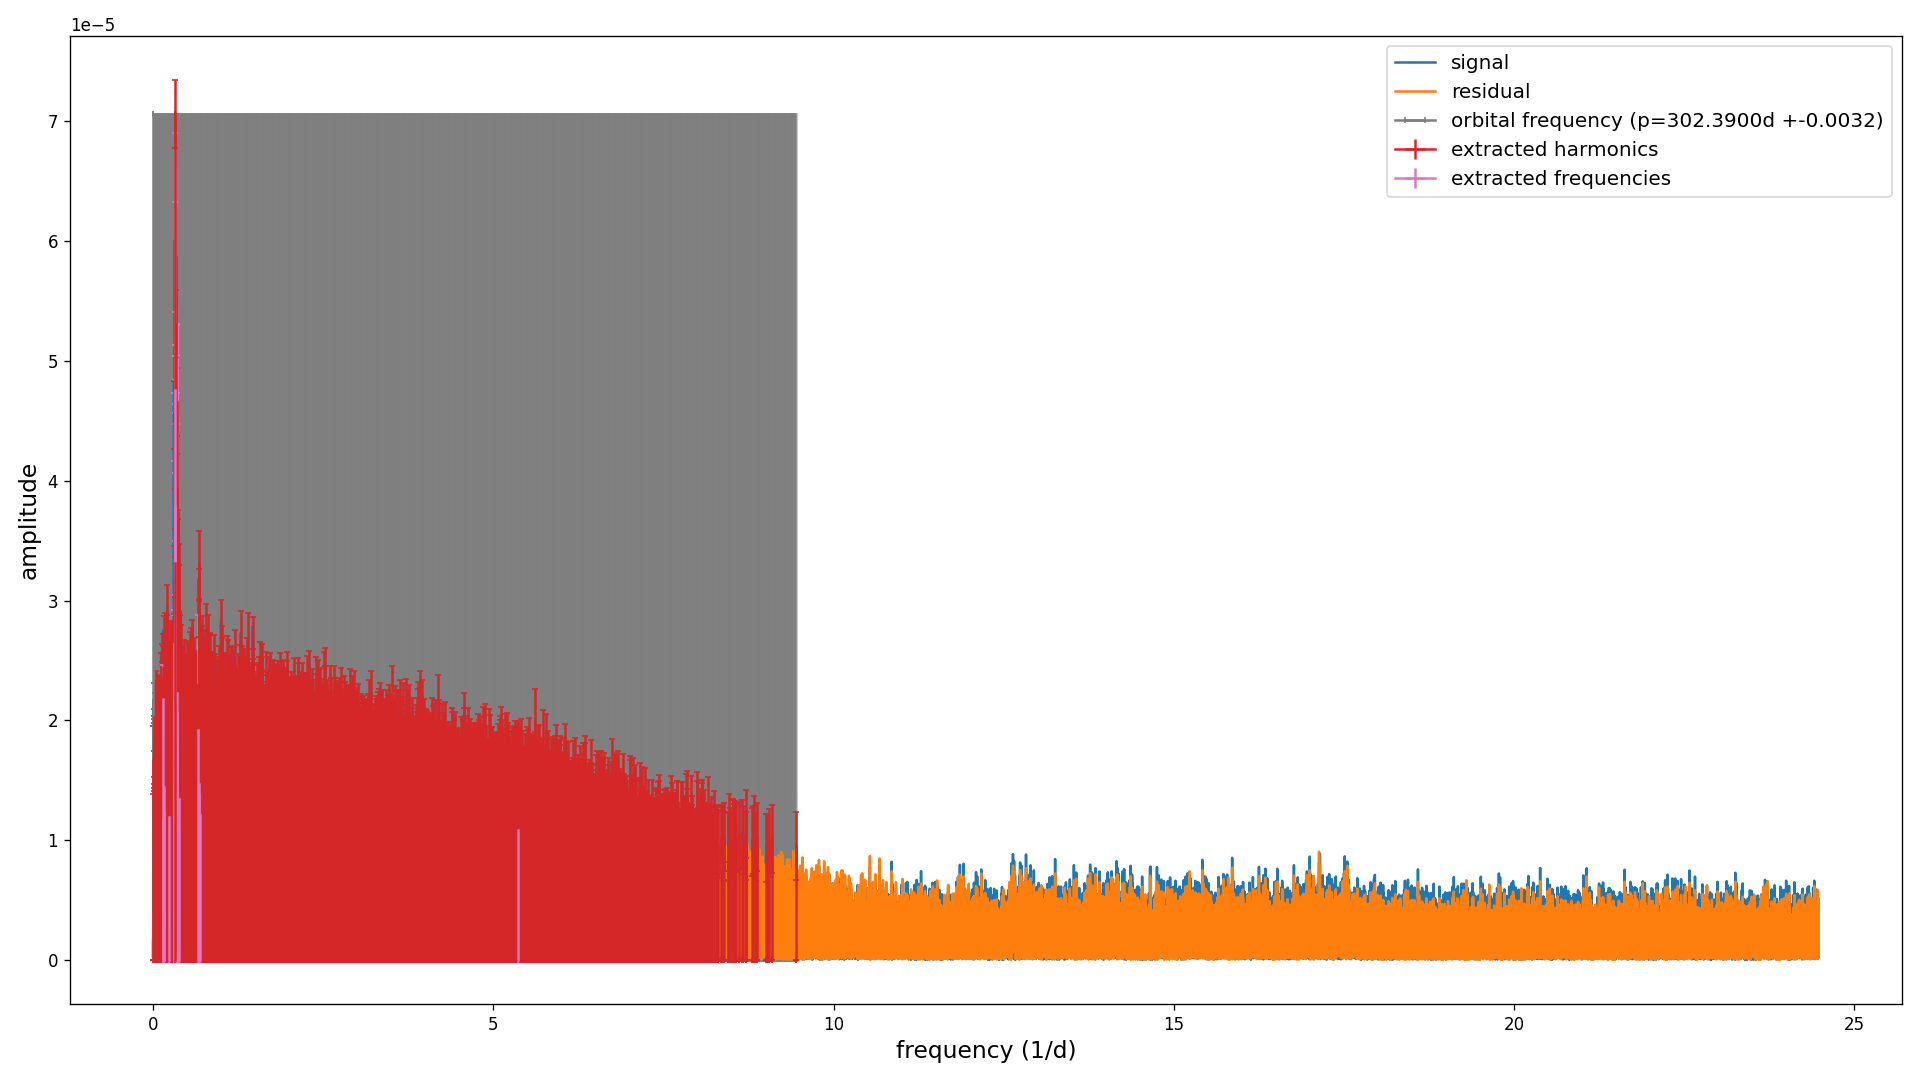 1e−5
7
6
5
4
3
2
1
0
amplitude
signal
residual
orbital frequency (p=302.3900d +-0.0032)
extracted harmonics
extracted frequencies
0
5
10
15
20
25
frequency (1/d)